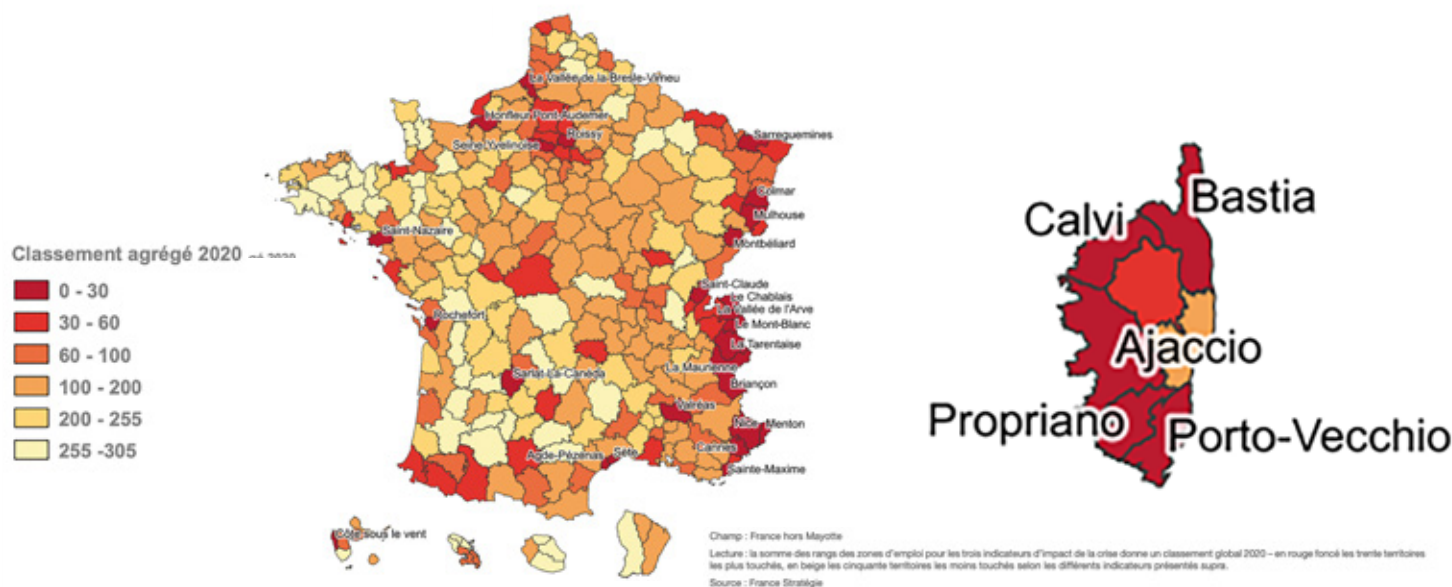 La Vallée de la Bresle-Vimeu
Honfleur Pont-Audemer
Roissy
Seine Yvelinoise
Sarreguemines
Colmar
Mulhouse
Montbéliard
Saint-Nazaire
Classement agrégé 2020
0 - 30
30 - 60
60 - 100
100 - 200
200 - 255
255 -305
Saint-Claude
Le Chablais
La Vallée de l'Arve
Le Mont-Blanc
La Tarentaise
La Maurienne
Briançon
Rochefort
Sarlat-La-Canéda
Valréas
Nice
Menton
Cannes
Sainte-Maxime
Agde-Pézenas
Sète
Côte sous le vent
Bastia
Calvi
Ajaccio
Propriano
Porto-Vecchio
Champ : France hors Mayotte
Lecture : la somme des rangs des zones d'emploi pour les trois indicateurs d'impact de la crise donne un classement global 2020 – en rouge foncé les trente territoires
les plus touchés, en beige les cinquante territoires les moins touchés selon les différents indicateurs présentés supra.
Source : France Stratégie